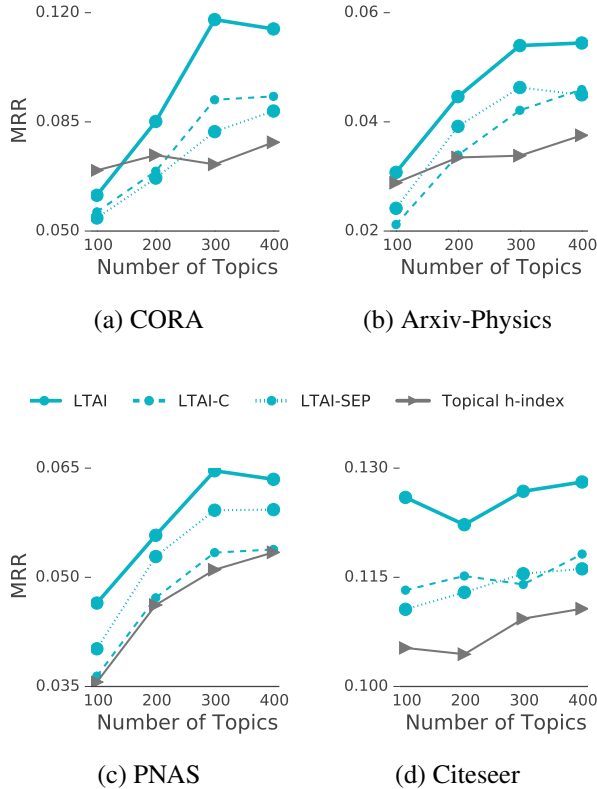 0.120
0.085
0.050
MRR
100 200 300 400
Number of Topics
(a) CORA
0.06
0.04
0.02
100 200 300 400
Number of Topics
(b) Arxiv-Physics
LTAI LTAI-C LTAI-SEP Topical h-index
0.065
0.050
0.035
MRR
100 200 300 400
Number of Topics
(c) PNAS
0.130
0.115
0.100
100 200 300 400
Number of Topics
(d) Citeseer